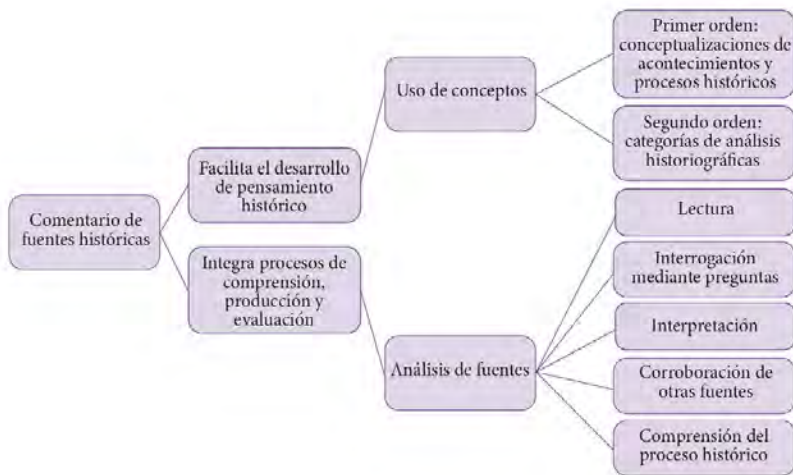 Comentario de
fuentes históricas
Facilita el desarrollo
de pensamiento
histórico
Integra procesos de
comprensión,
producción y
evaluación
Uso de conceptos
Análisis de fuentes
Primer orden:
conceptualizaciones de
acontecimientos y
procesos históricos
Segundo orden:
categorías de análisis
historiográficas
Lectura
Interrogación
mediante preguntas
Interpretación
Corroboración de
otras fuentes
Comprensión del
proceso histórico